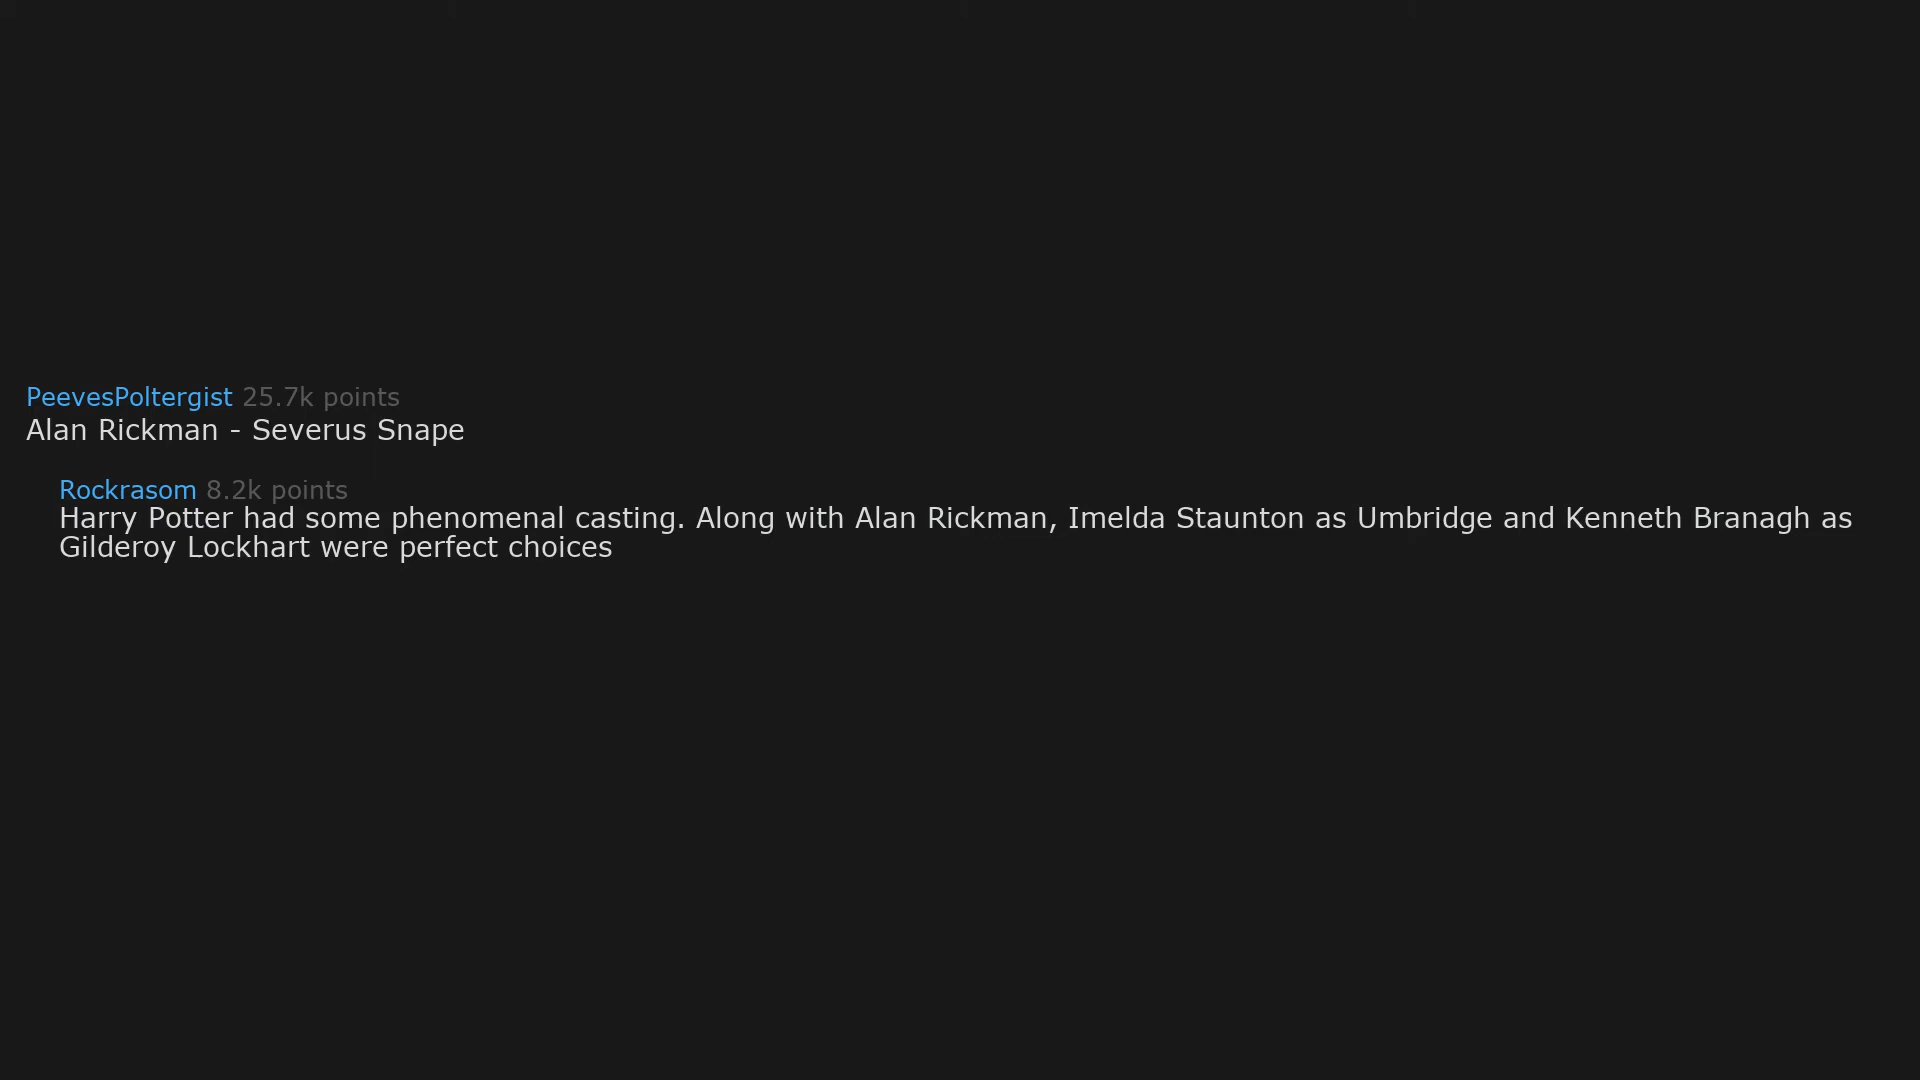 PeevesPoltergist 25.7k points
Alan Rickman - Severus Snape
Rockrasom 8.2k points
Harry Potter had some phenomenal casting. Along with Alan Rickman, Imelda Staunton as Umbridge and Kenneth Branagh as
Gilderoy Lockhart were perfect choices